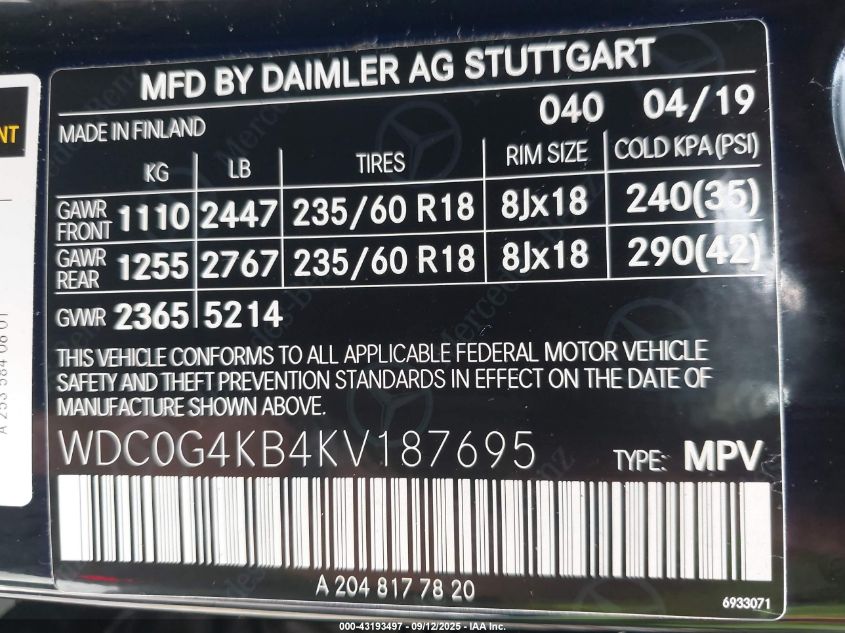 MFD BY DAIMLER AG STUTTGART
040 04/19
MADE IN FINLAND
KG LB TIRES RIM SIZE COLD KPA (PSI)
GAWR FRONT 1110 2447 235/60 R18 8Jx18 240(35)
GAWR REAR 1255 2767 235/60 R18 8Jx18 290(42)
GVWR 2365 5214
THIS VEHICLE CONFORMS TO ALL APPLICABLE FEDERAL MOTOR VEHICLE
SAFETY AND THEFT PREVENTION STANDARDS IN EFFECT ON THE DATE OF
MANUFACTURE SHOWN ABOVE.
WDC0G4KB4KV187695 TYPE: MPV
A 204 817 78 20
6933071
000-43193497 - 09/12/2025 - IAA Inc.